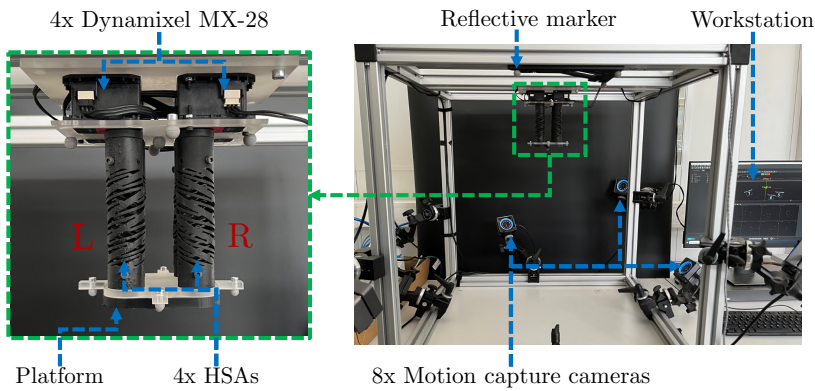 4x Dynamixel MX-28
Reflective marker
Workstation
L
R
Platform
4x HSAs
8x Motion capture cameras